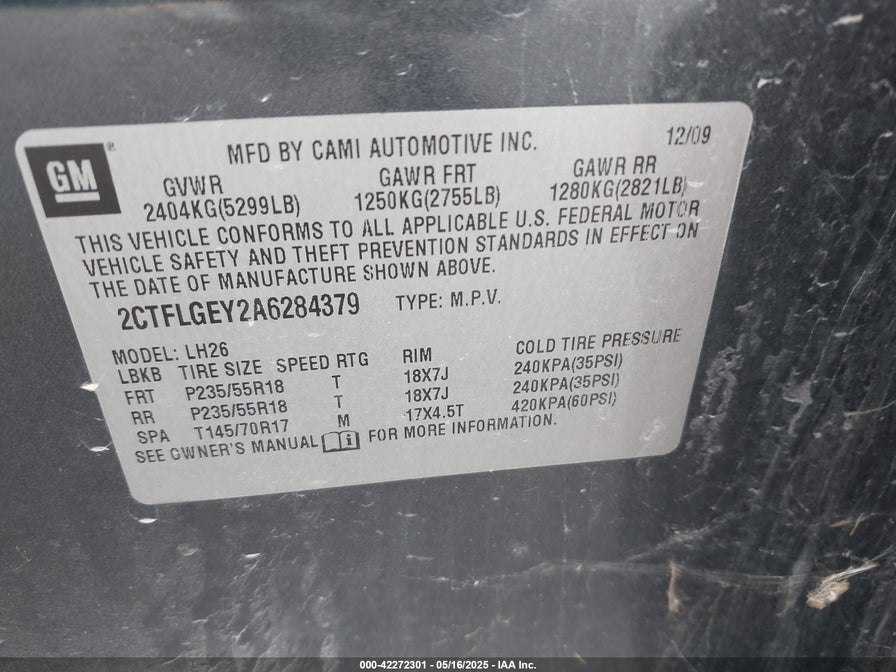 GM®
MFD BY CAMI AUTOMOTIVE INC. 12/09
GVWR GAWR FRT GAWR RR
2404KG(5299LB) 1250KG(2755LB) 1280KG(2821LB)
THIS VEHICLE CONFORMS TO ALL APPLICABLE U.S. FEDERAL MOTOR
VEHICLE SAFETY AND THEFT PREVENTION STANDARDS IN EFFECT ON
THE DATE OF MANUFACTURE SHOWN ABOVE.
2CTFLGEY2A6284379 TYPE: M.P.V.
MODEL: LH26
LBKB TIRE SIZE SPEED RTG RIM COLD TIRE PRESSURE
FRT P235/55R18 T 18X7J 240KPA(35PSI)
RR P235/55R18 T 18X7J 240KPA(35PSI)
SPA T145/70R17 M 17X4.5T 420KPA(60PSI)
SEE OWNER'S MANUAL FOR MORE INFORMATION.
000-42272301 - 05/16/2025 - IAA Inc.